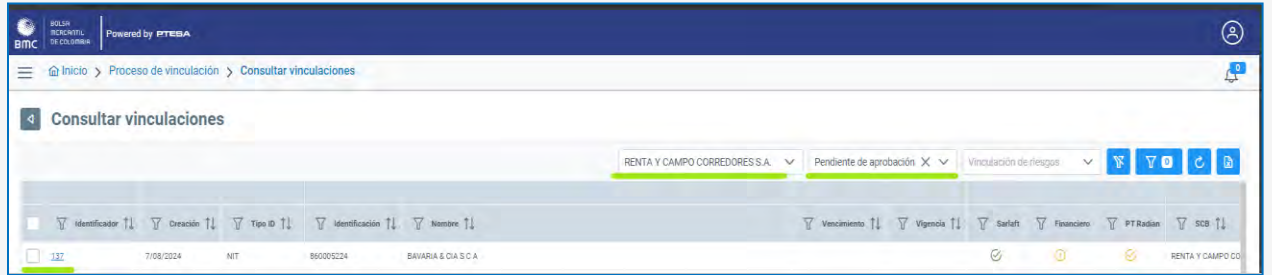 BMC
BOLSA
MERCANTIL
DE COLOMBIA
Powered by PTESA
Inicio > Proceso de vinculación > Consultar vinculaciones
0
Consultar vinculaciones
RENTA Y CAMPO CORREDORES S.A. Pendiente de aprobación X Vinculación de riesgos 0
Identificador Creación Tipo ID Identificación Nombre Vencimiento Vigencia Sarlaft Financiero PT Radian SCB
137 7/08/2024 NIT 860005224 BAVARIA & CIA S C A RENTA Y CAMPO CO